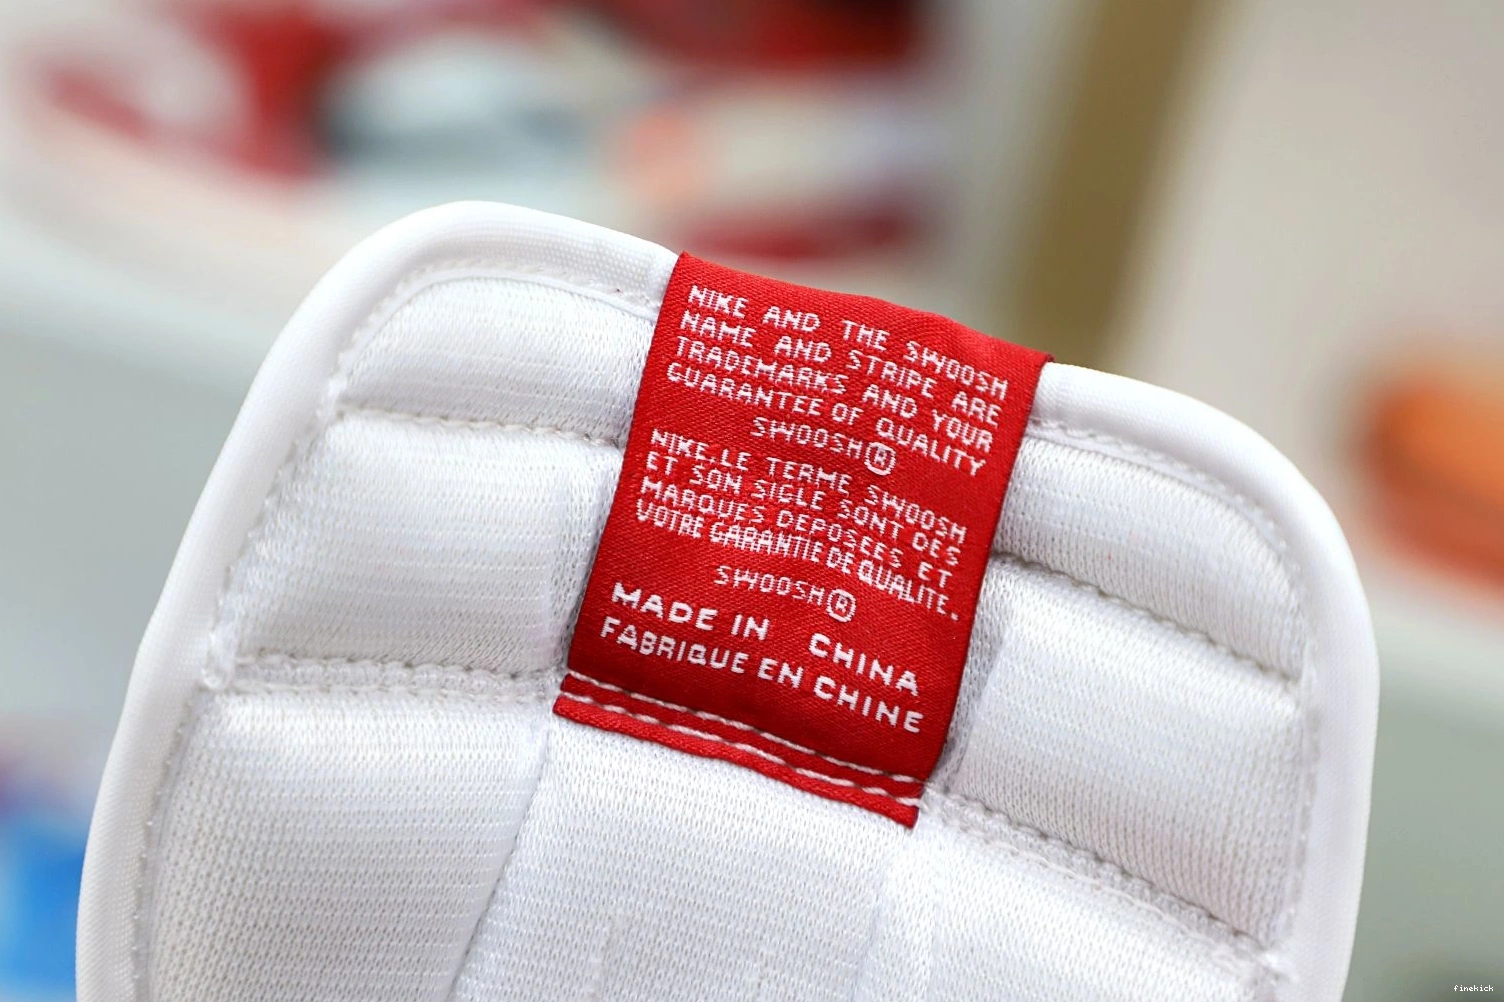 NIKE AND THE SWOOSH
NAME AND STRIPE ARE
TRADEMARKS AND YOUR
GUARANTEE OF QUALITY
SWOOSH®
NIKE.LE TERME SWOOSH
ET SON SIGLE SONT DES
MARQUES DEPOSEES ET
VOTRE GARANTIE DE QUALITE.
SWOOSH®
MADE IN CHINA
FABRIQUE EN CHINE
finekick